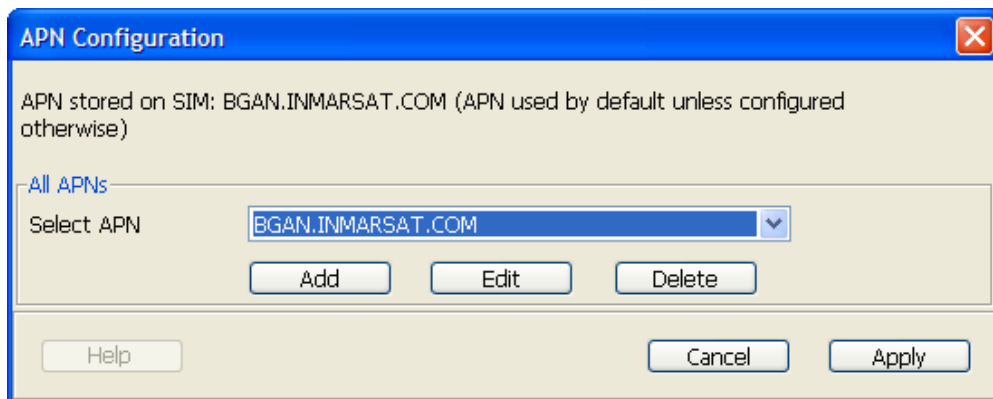 APN Configuration
APN stored on SIM: BGAN.INMARSAT.COM (APN used by default unless configured
otherwise)
All APNs
Select APN BGAN.INMARSAT.COM
Add Edit Delete
Help Cancel Apply